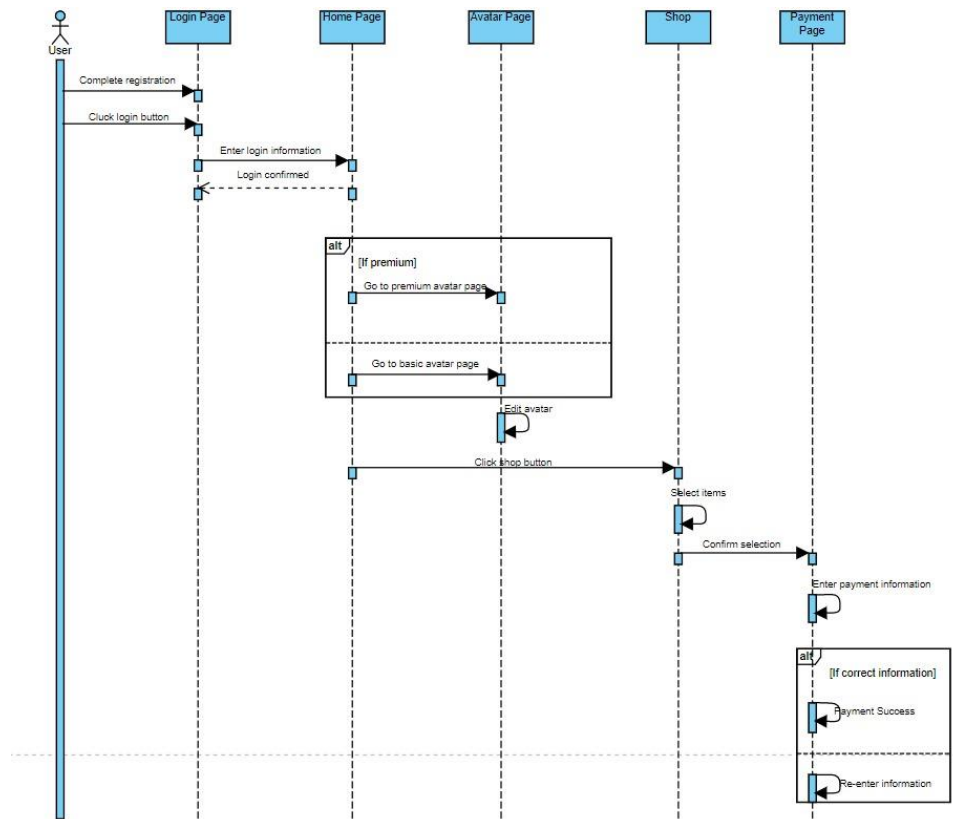 Login Page
Home Page
Avatar Page
Shop
Payment
Page
User
Complete registration
Cluck login button
Enter login information
Login confirmed
alt
[If premium]
Go to premium avatar page
Go to basic avatar page
Edit avatar
Click shop button
Select items
Confirm selection
Enter payment information
alt
[If correct information]
Payment Success
Re-enter information